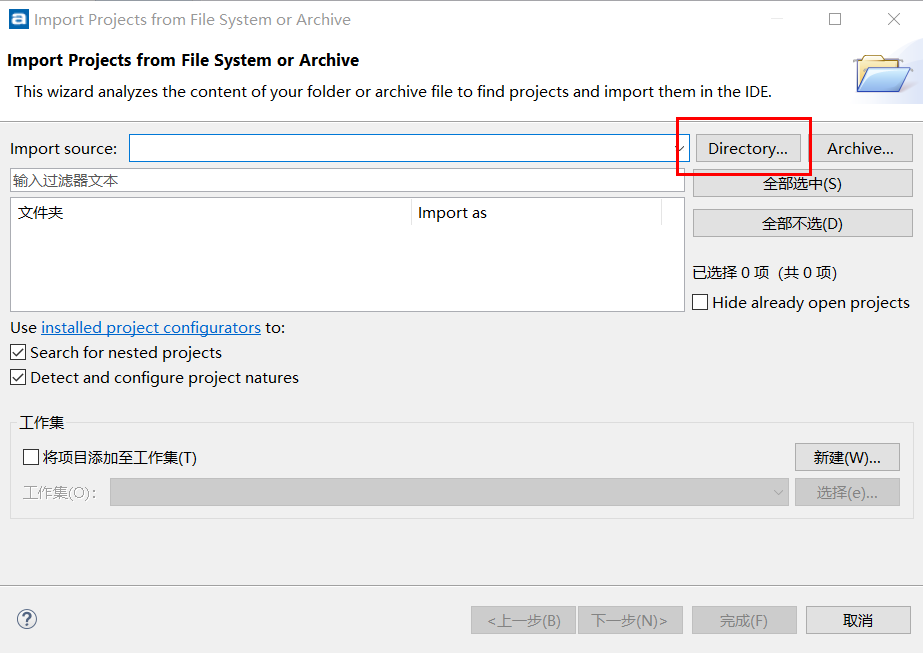 Import Projects from File System or Archive
Import Projects from File System or Archive
This wizard analyzes the content of your folder or archive file to find projects and import them in the IDE.
Import source: Directory... Archive...
输入过滤器文本 全部选中(S)
文件夹 Import as
全部不选(D)
已选择 0 项（共 0 项）
Hide already open projects
Use installed project configurators to:
Search for nested projects
Detect and configure project natures
工作集
将项目添加至工作集(T) 新建(W)...
工作集(O)： 选择(e)...
? <上一步(B) 下一步(N)> 完成(F) 取消